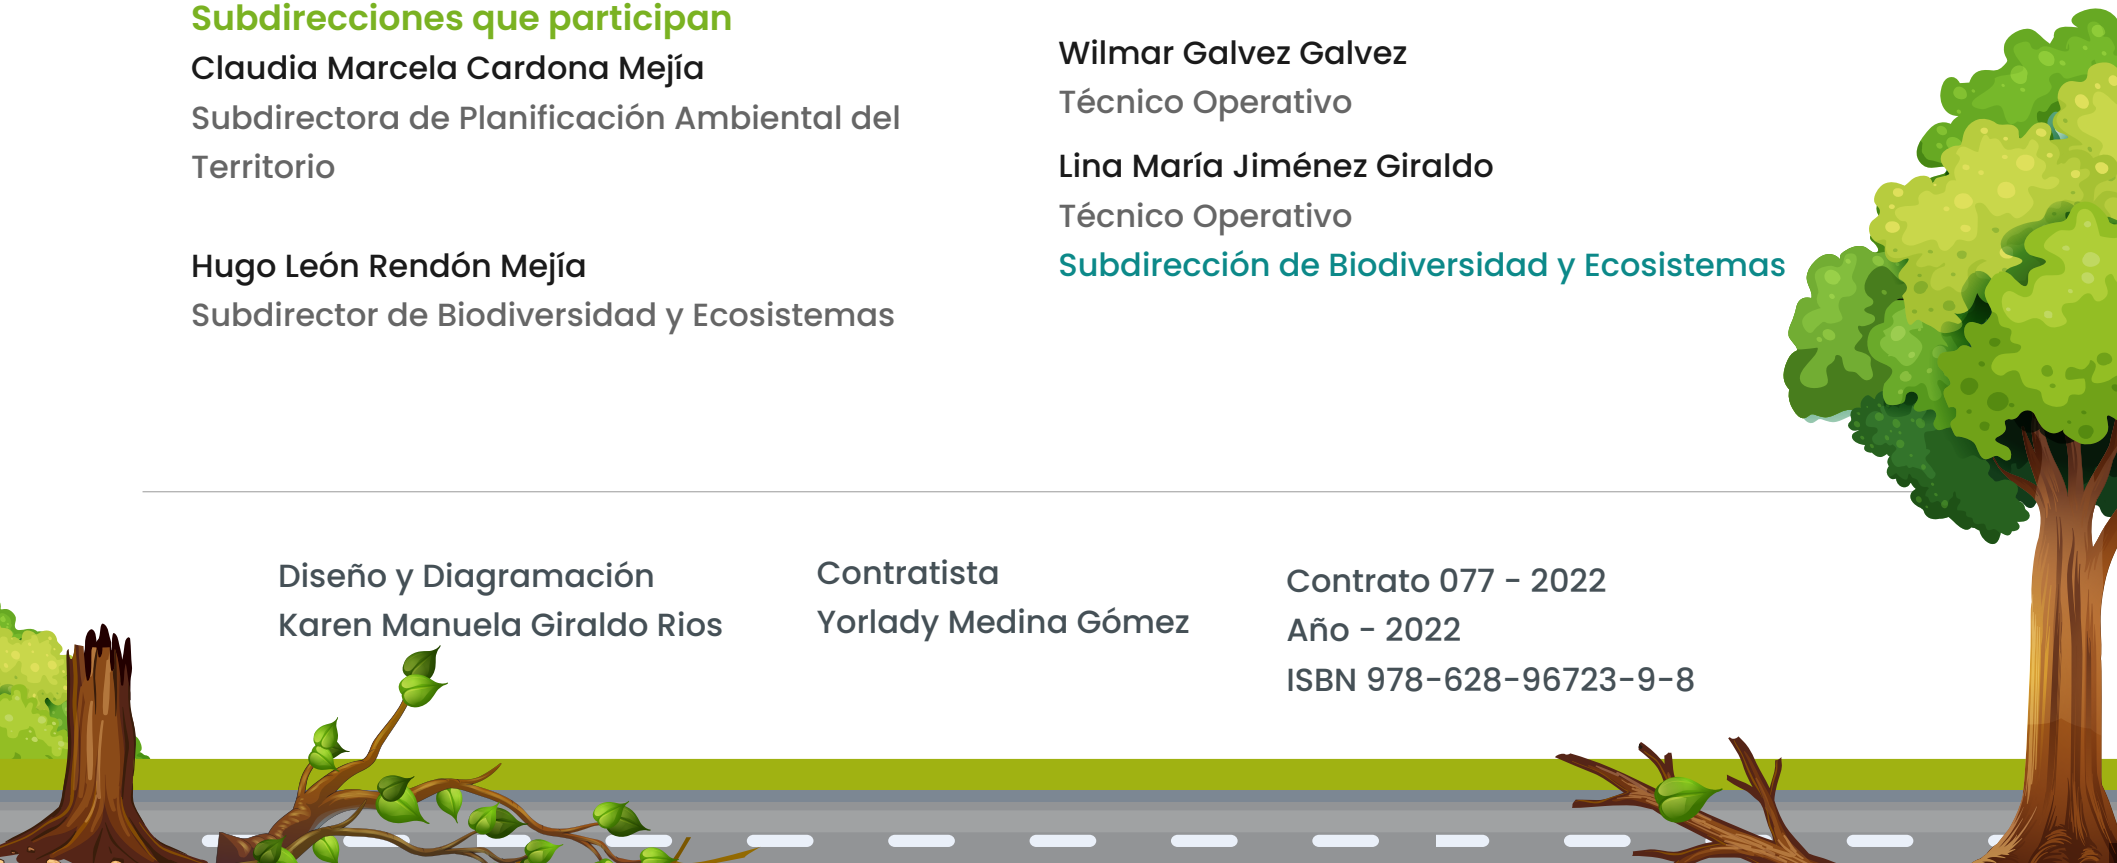 Subdirecciones que participan
Claudia Marcela Cardona Mejía
Subdirectora de Planificación Ambiental del
Territorio
Hugo León Rendón Mejía
Subdirector de Biodiversidad y Ecosistemas
Wilmar Galvez Galvez
Técnico Operativo
Lina María Jiménez Giraldo
Técnico Operativo
Subdirección de Biodiversidad y Ecosistemas
Diseño y Diagramación
Karen Manuela Giraldo Rios
Contratista
Yorlady Medina Gómez
Contrato 077 - 2022
Año - 2022
ISBN 978-628-96723-9-8